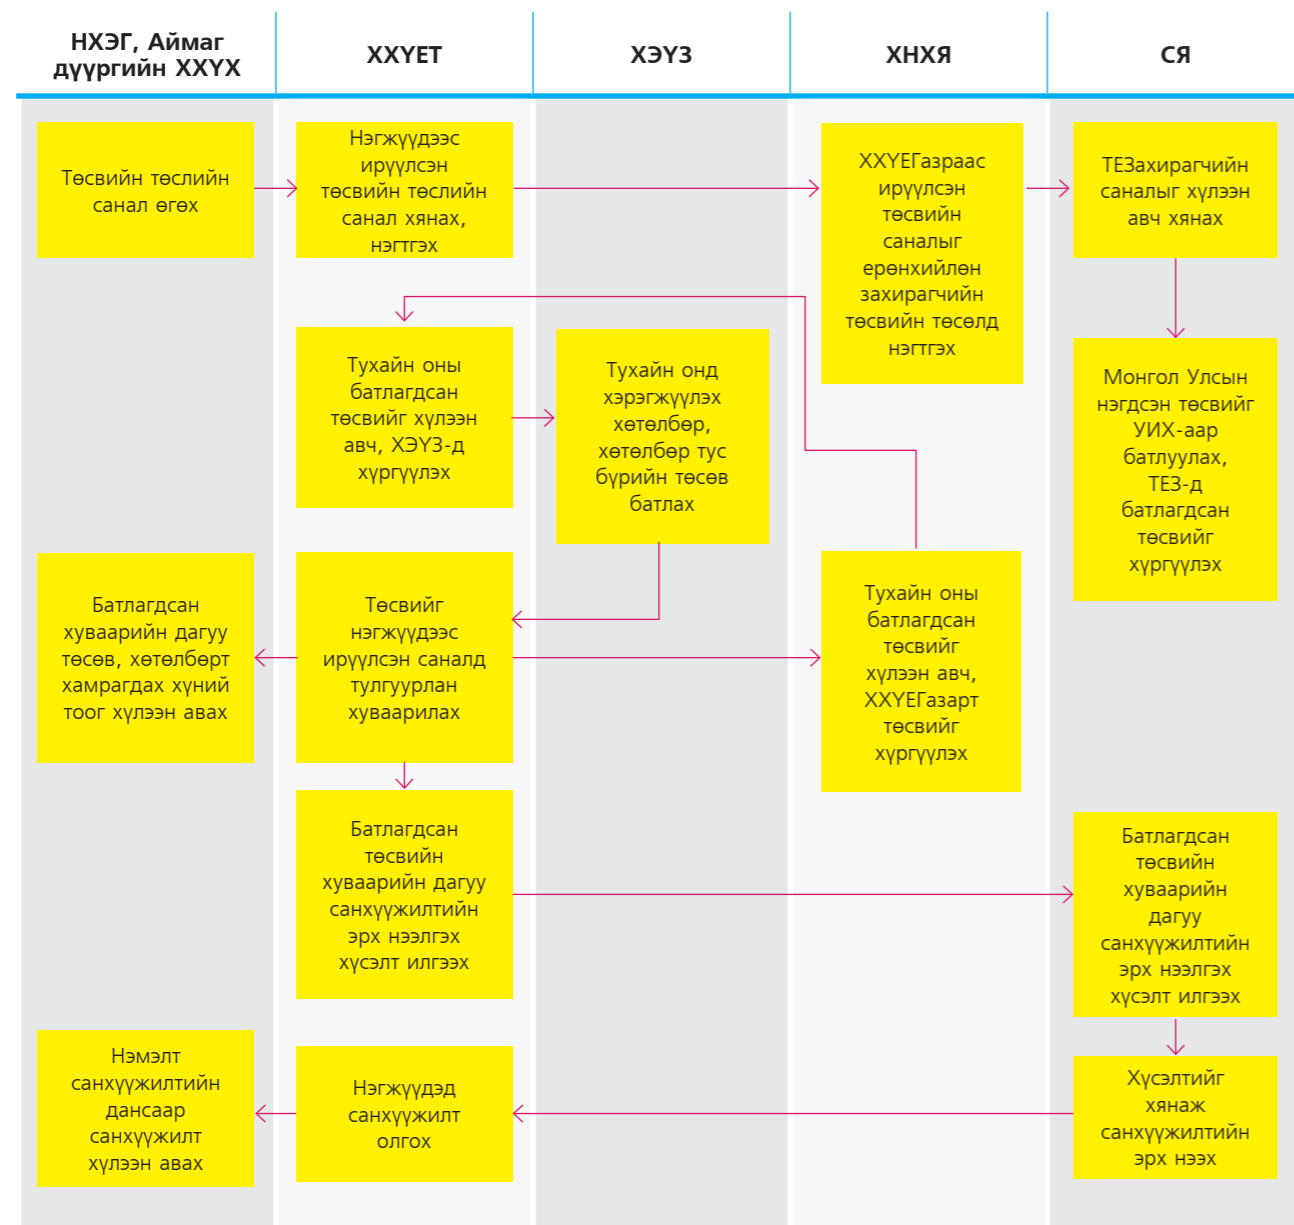 НХЭГ, Аймаг
дүүргийн ХХҮХ
ХХҮЕТ
ХЭҮЗ
ХНХЯ
СЯ
Төсвийн төслийн
санал өгөх
Нэгжүүдээс
ирүүлсэн
төсвийн төслийн
санал хянах,
нэгтгэх
ХХҮЕГазраас
ирүүлсэн
төсвийн
саналыг
ерөнхийлөн
захирагчийн
төсвийн төсөлд
нэгтгэх
ТЕЗахирагчийн
саналыг хүлээн
авч хянах
Тухайн оны
батлагдсан
төсвийг хүлээн
авч, ХЭҮЗ-д
хүргүүлэх
Тухайн онд
хэрэгжүүлэх
хөтөлбөр,
хөтөлбөр тус
бүрийн төсөв
батлах
Монгол Улсын
нэгдсэн төсвийг
УИХ-аар
батлуулах,
ТЕЗ-д
батлагдсан
төсвийг
хүргүүлэх
Батлагдсан
хуваарийн дагуу
төсөв, хөтөлбөрт
хамрагдах хүний
тоог хүлээн авах
Төсвийг
нэгжүүдээс
ирүүлсэн саналд
тулгуурлан
хуваарилах
Тухайн оны
батлагдсан
төсвийг
хүлээн авч,
ХХҮЕГазарт
төсвийг
хүргүүлэх
Батлагдсан
төсвийн
хуваарийн дагуу
санхүүжилтийн
эрх нээлгэх
хүсэлт илгээх
Батлагдсан
төсвийн
хуваарийн
дагуу
санхүүжилтийн
эрх нээлгэх
хүсэлт илгээх
Нэмэлт
санхүүжилтийн
дансаар
санхүүжилт
хүлээн авах
Нэгжүүдэд
санхүүжилт
олгох
Хүсэлтийг
хянаж
санхүүжилтийн
эрх нээх